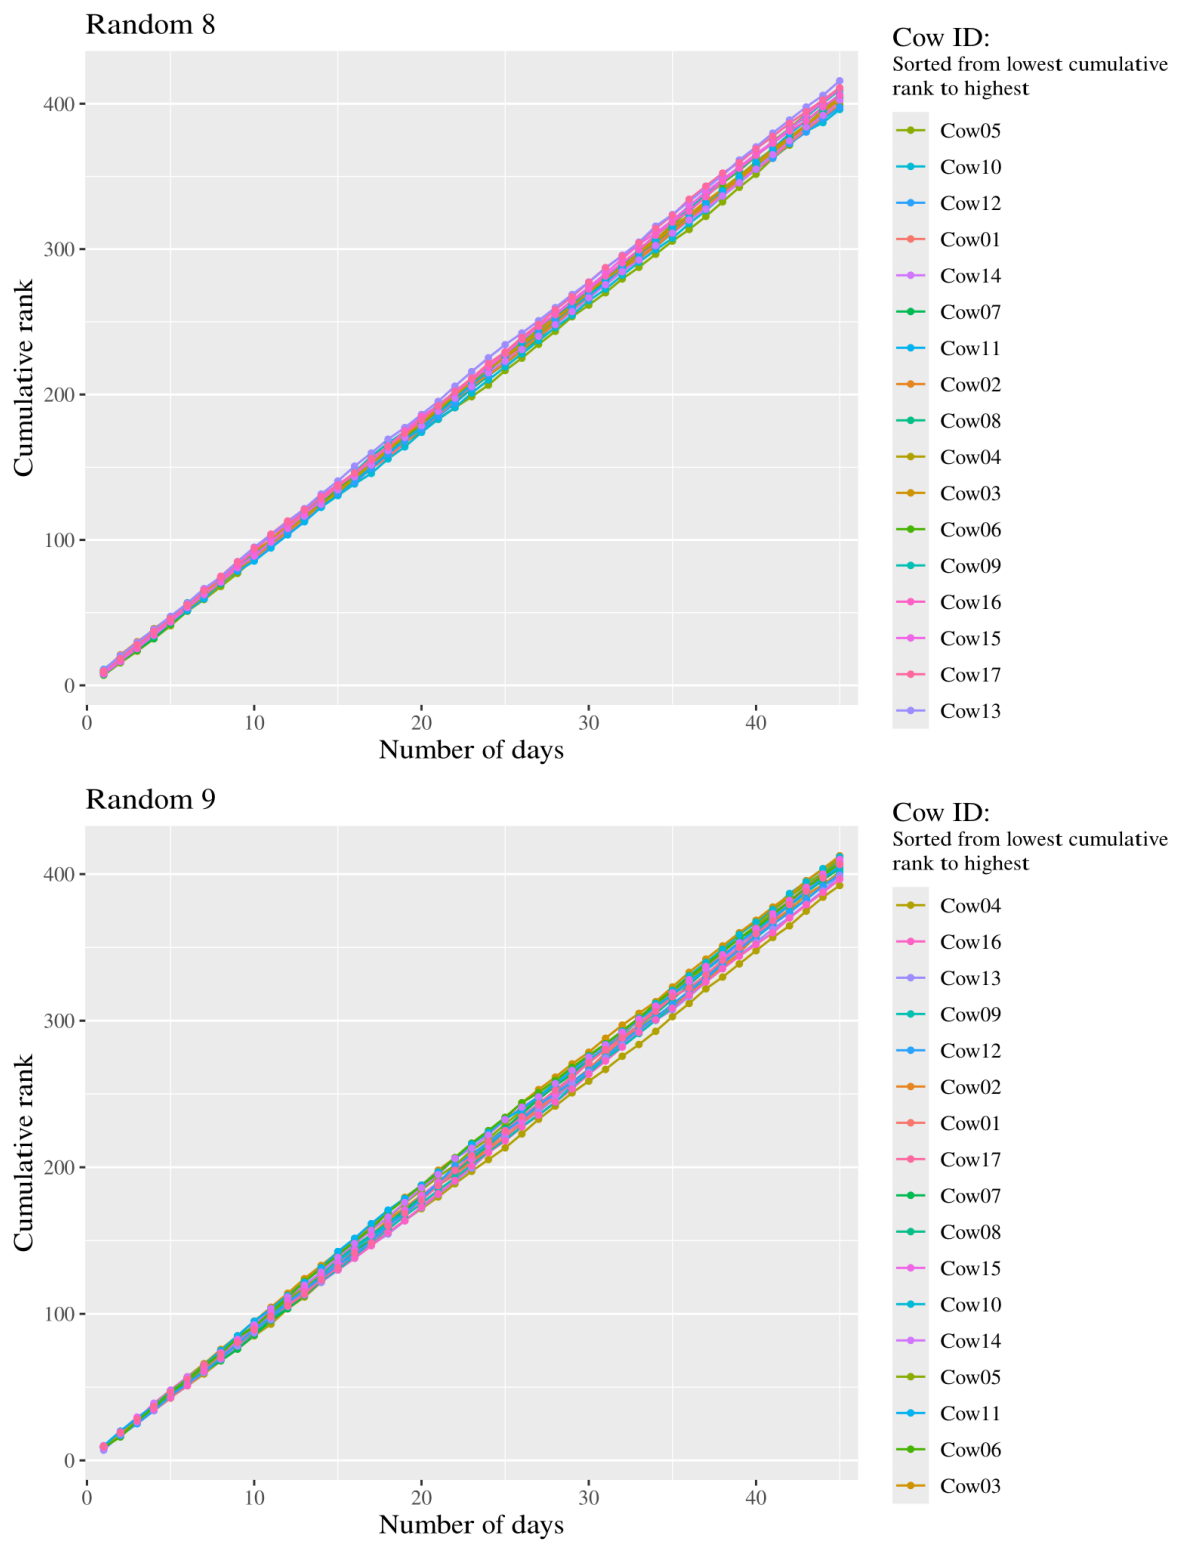 Random 8
Cumulative rank
400
300
200
100
0
0 10 20 30 40
Number of days
Cow ID:
Sorted from lowest cumulative
rank to highest
Cow05
Cow10
Cow12
Cow01
Cow14
Cow07
Cow11
Cow02
Cow08
Cow04
Cow03
Cow06
Cow09
Cow16
Cow15
Cow17
Cow13
Random 9
Cumulative rank
400
300
200
100
0
0 10 20 30 40
Number of days
Cow ID:
Sorted from lowest cumulative
rank to highest
Cow04
Cow16
Cow13
Cow09
Cow12
Cow02
Cow01
Cow17
Cow07
Cow08
Cow15
Cow10
Cow14
Cow05
Cow11
Cow06
Cow03